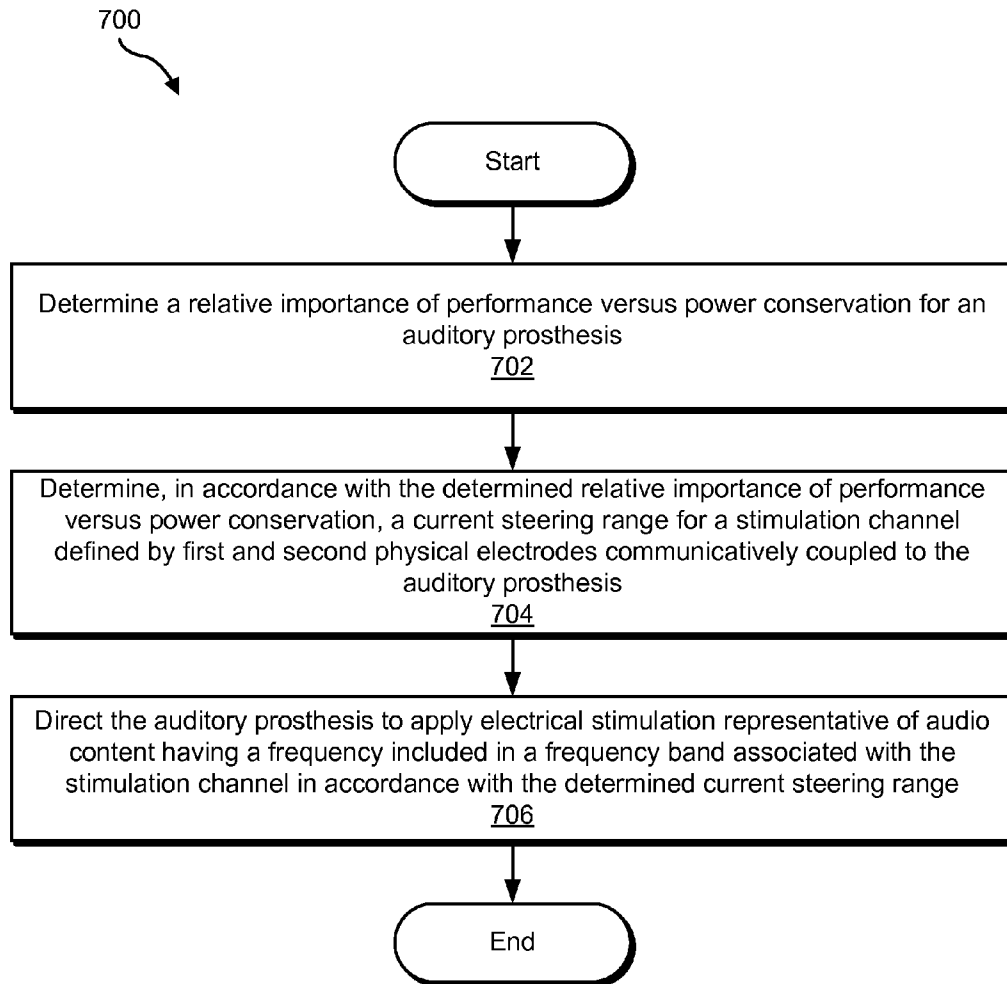 700
Start
Determine a relative importance of performance versus power conservation for an
auditory prosthesis
702
Determine, in accordance with the determined relative importance of performance
versus power conservation, a current steering range for a stimulation channel
defined by first and second physical electrodes communicatively coupled to the
auditory prosthesis
704
Direct the auditory prosthesis to apply electrical stimulation representative of audio
content having a frequency included in a frequency band associated with the
stimulation channel in accordance with the determined current steering range
706
End